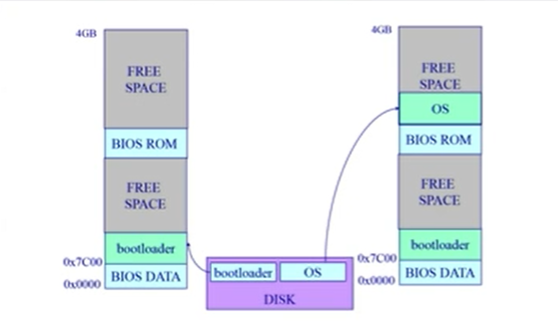 4GB
FREE
SPACE
BIOS ROM
FREE
SPACE
bootloader
0x7C00
BIOS DATA
0x0000
bootloader
OS
DISK
4GB
FREE
SPACE
OS
BIOS ROM
FREE
SPACE
bootloader
0x7C00
BIOS DATA
0x0000